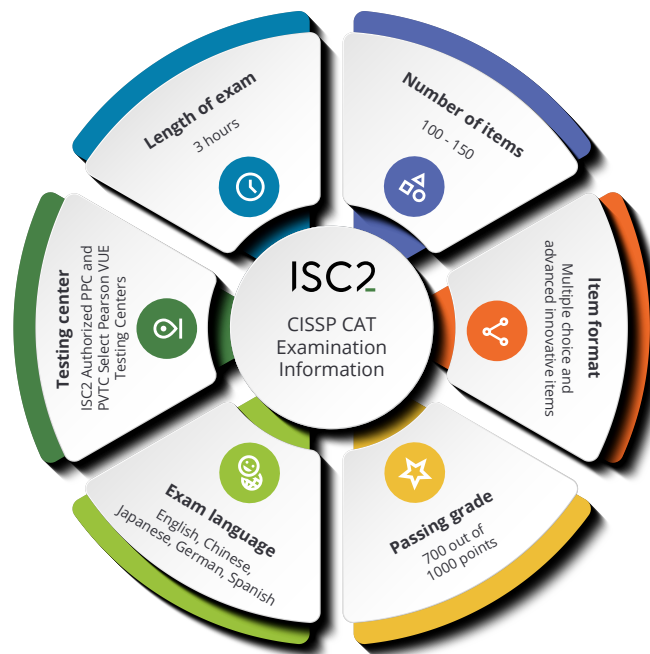 ISC2
CISSP CAT
Examination
Information
Length of exam
3 hours
Number of items
100 - 150
Item format
Multiple choice and
advanced innovative items
Passing grade
700 out of
1000 points
Exam language
English, Chinese,
Japanese, German, Spanish
Testing center
ISC2 Authorized PPC and
PVTC Select Pearson VUE
Testing Centers